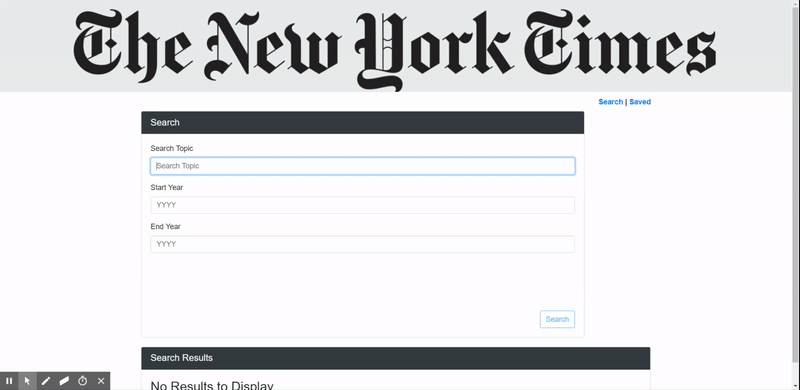 The New York Times
Search | Saved
Search
Search Topic
Search Topic
Start Year
YYYY
End Year
YYYY
Search
Search Results
No Results to Display